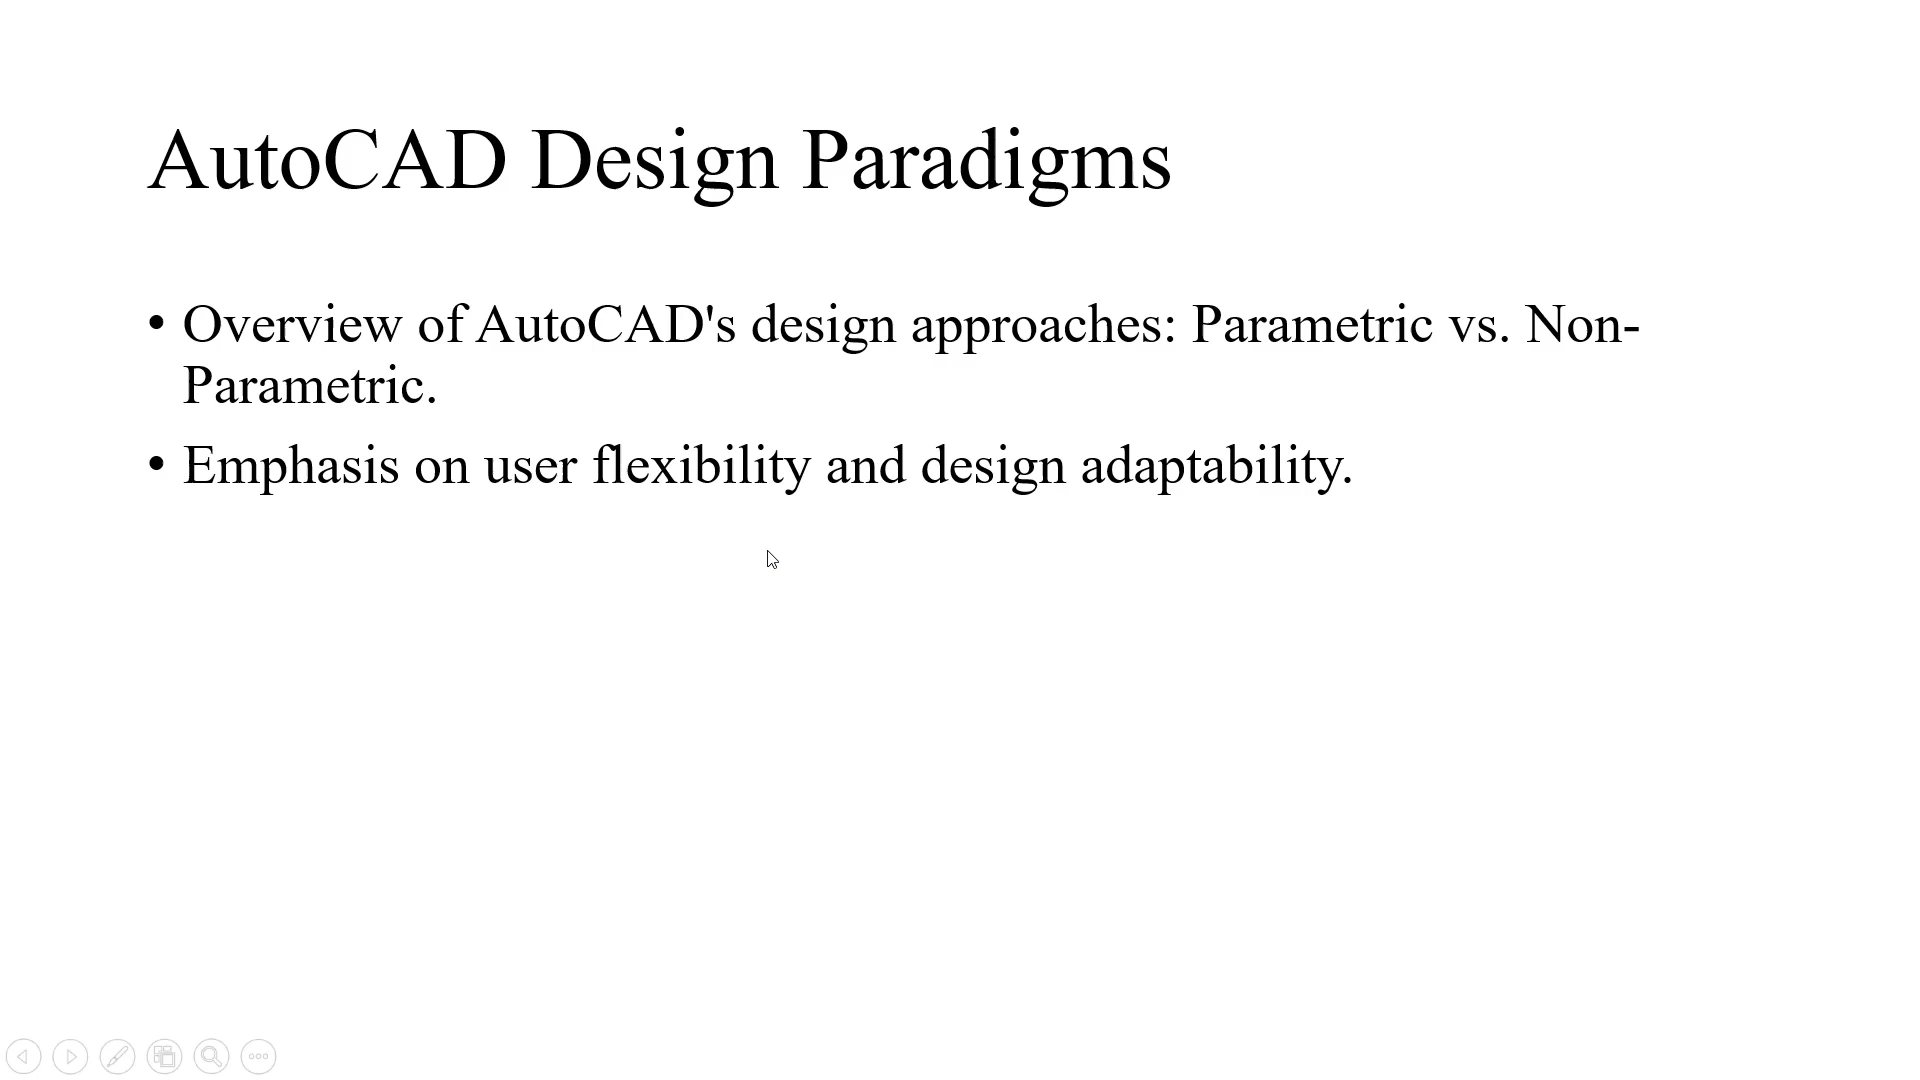 AutoCAD Design Paradigms
• Overview of AutoCAD's design approaches: Parametric vs. Non-
Parametric.
• Emphasis on user flexibility and design adaptability.